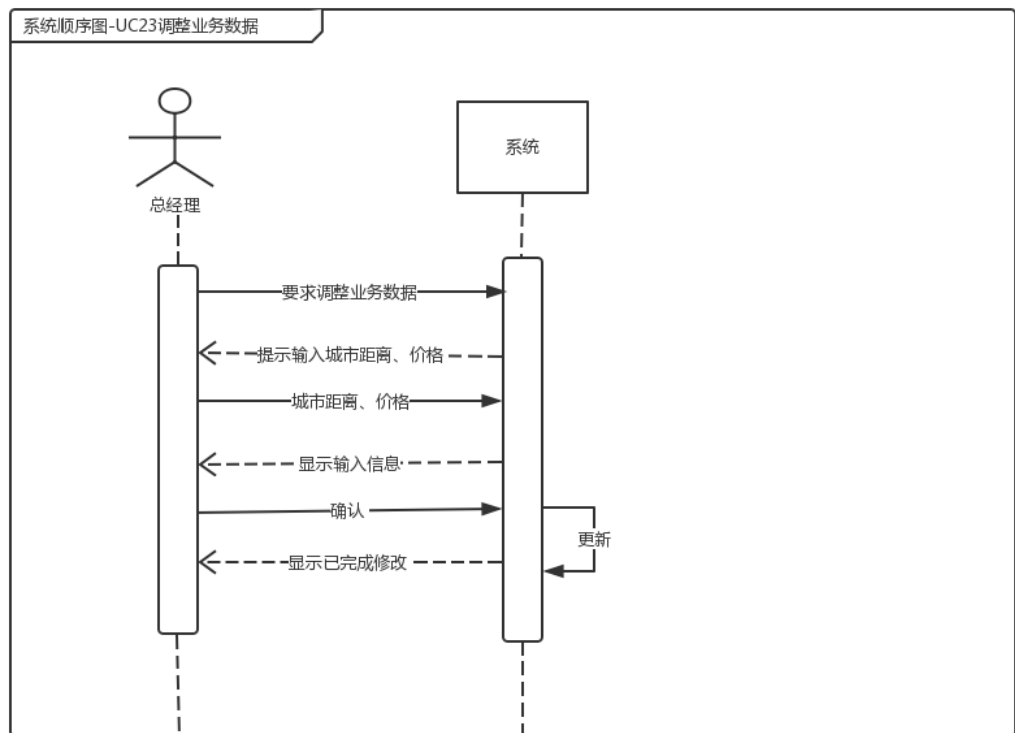 系统顺序图-UC23调整业务数据
系统
总经理
要求调整业务数据
提示输入城市距离、价格
城市距离、价格
显示输入信息
确认
更新
显示已完成修改